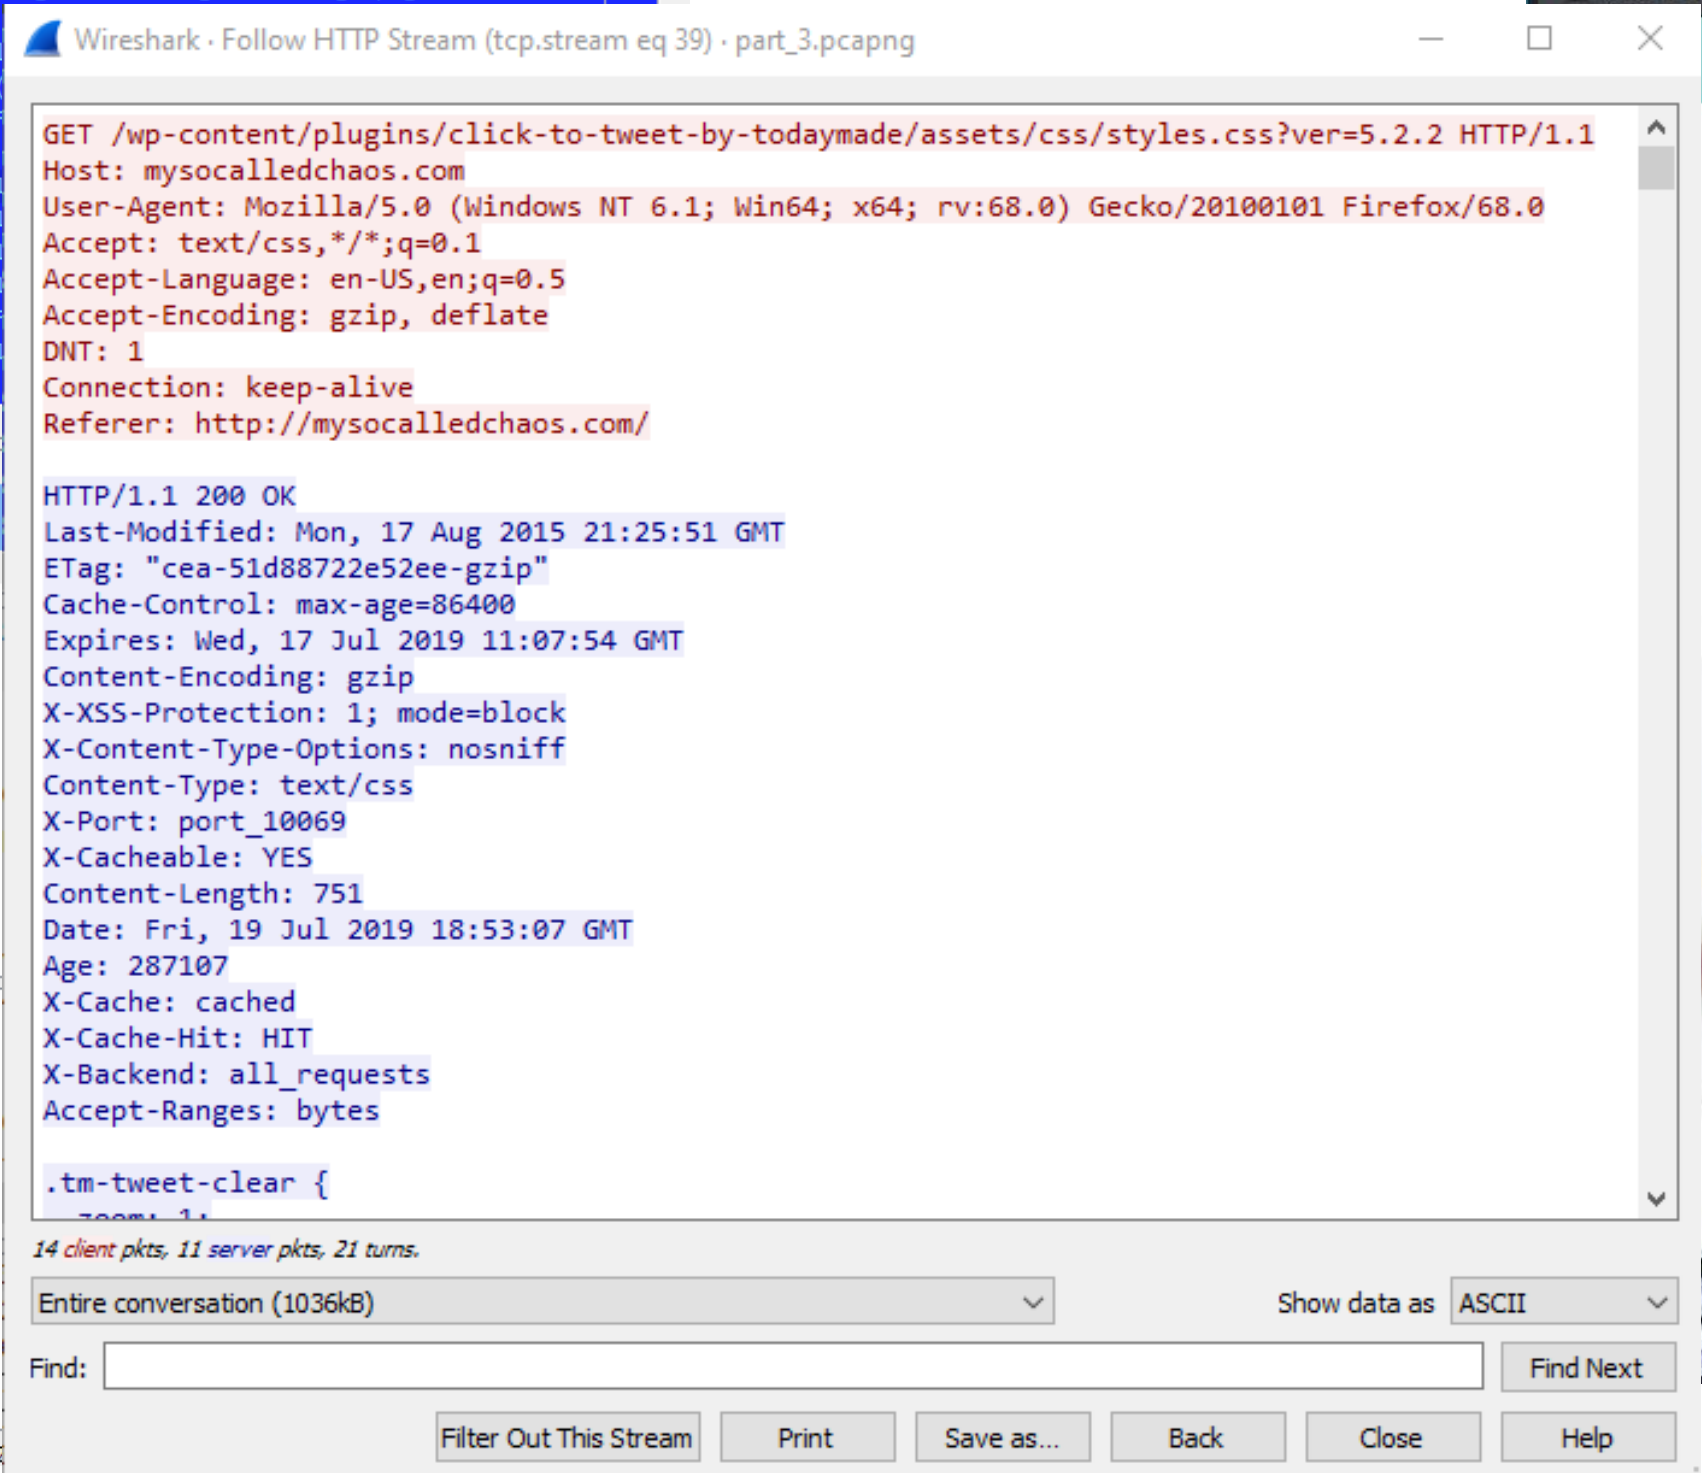 Wireshark · Follow HTTP Stream (tcp.stream eq 39) · part_3.pcapng
GET /wp-content/plugins/click-to-tweet-by-todaymade/assets/css/styles.css?ver=5.2.2 HTTP/1.1
Host: mysocalledchaos.com
User-Agent: Mozilla/5.0 (Windows NT 6.1; Win64; x64; rv:68.0) Gecko/20100101 Firefox/68.0
Accept: text/css,*/*;q=0.1
Accept-Language: en-US,en;q=0.5
Accept-Encoding: gzip, deflate
DNT: 1
Connection: keep-alive
Referer: http://mysocalledchaos.com/
HTTP/1.1 200 OK
Last-Modified: Mon, 17 Aug 2015 21:25:51 GMT
ETag: "cea-51d88722e52ee-gzip"
Cache-Control: max-age=86400
Expires: Wed, 17 Jul 2019 11:07:54 GMT
Content-Encoding: gzip
X-XSS-Protection: 1; mode=block
X-Content-Type-Options: nosniff
Content-Type: text/css
X-Port: port_10069
X-Cacheable: YES
Content-Length: 751
Date: Fri, 19 Jul 2019 18:53:07 GMT
Age: 287107
X-Cache: cached
X-Cache-Hit: HIT
X-Backend: all_requests
Accept-Ranges: bytes
.tm-tweet-clear {
zoom: 1;
14 client pkts, 11 server pkts, 21 turns.
Entire conversation (1036kB)
Show data as ASCII
Find:
Find Next
Filter Out This Stream
Print
Save as...
Back
Close
Help